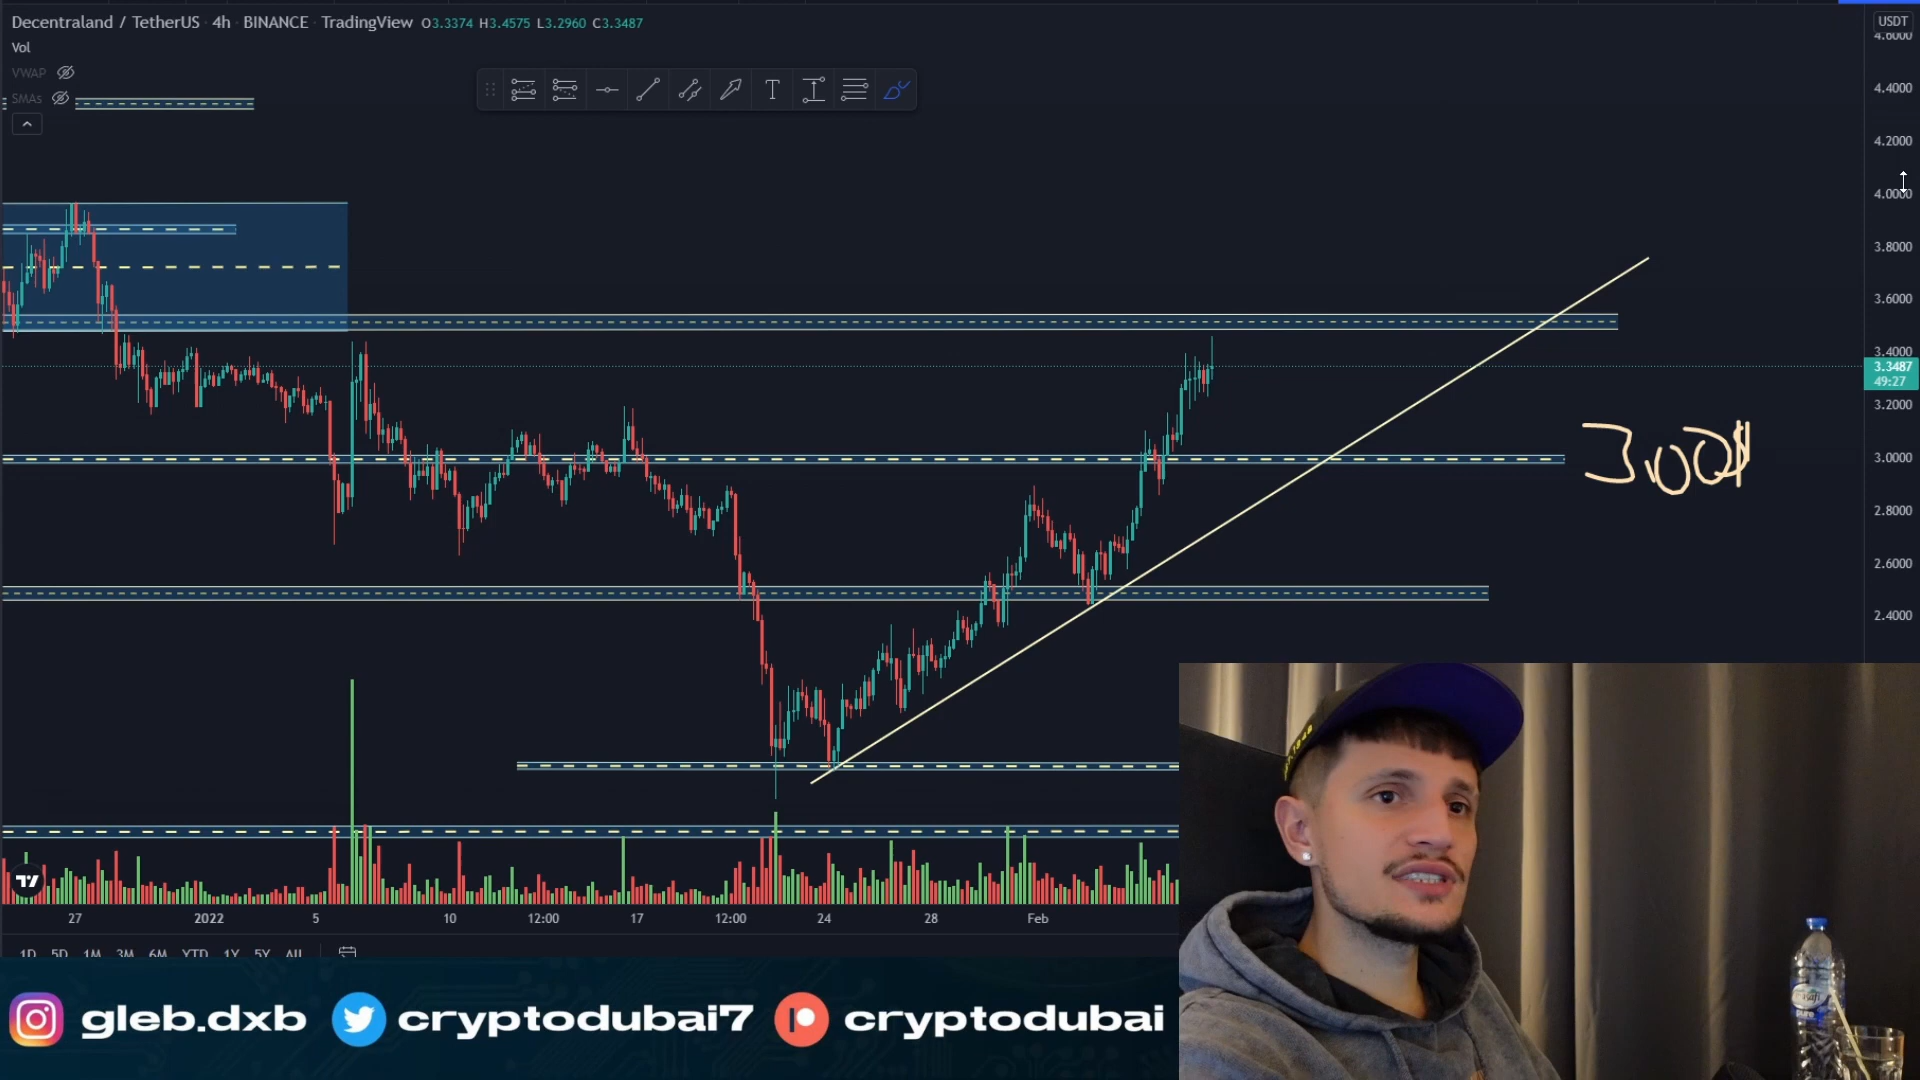 Decentraland / TetherUS · 4h · BINANCE · TradingView O3.3374 H3.4575 L3.2960 C3.3487
USDT
4.6000
Vol
VWAP
SMAs
4.4000
4.2000
4.0000
3.8000
3.6000
3.4000
3.3487
49:27
3.2000
3.00$
3.0000
2.8000
2.6000
2.4000
27 2022 5 10 12:00 17 12:00 24 28 Feb
1D 5D 1M 3M 6M YTD 1Y 5Y All
gleb.dxb cryptodubai7 cryptodubai